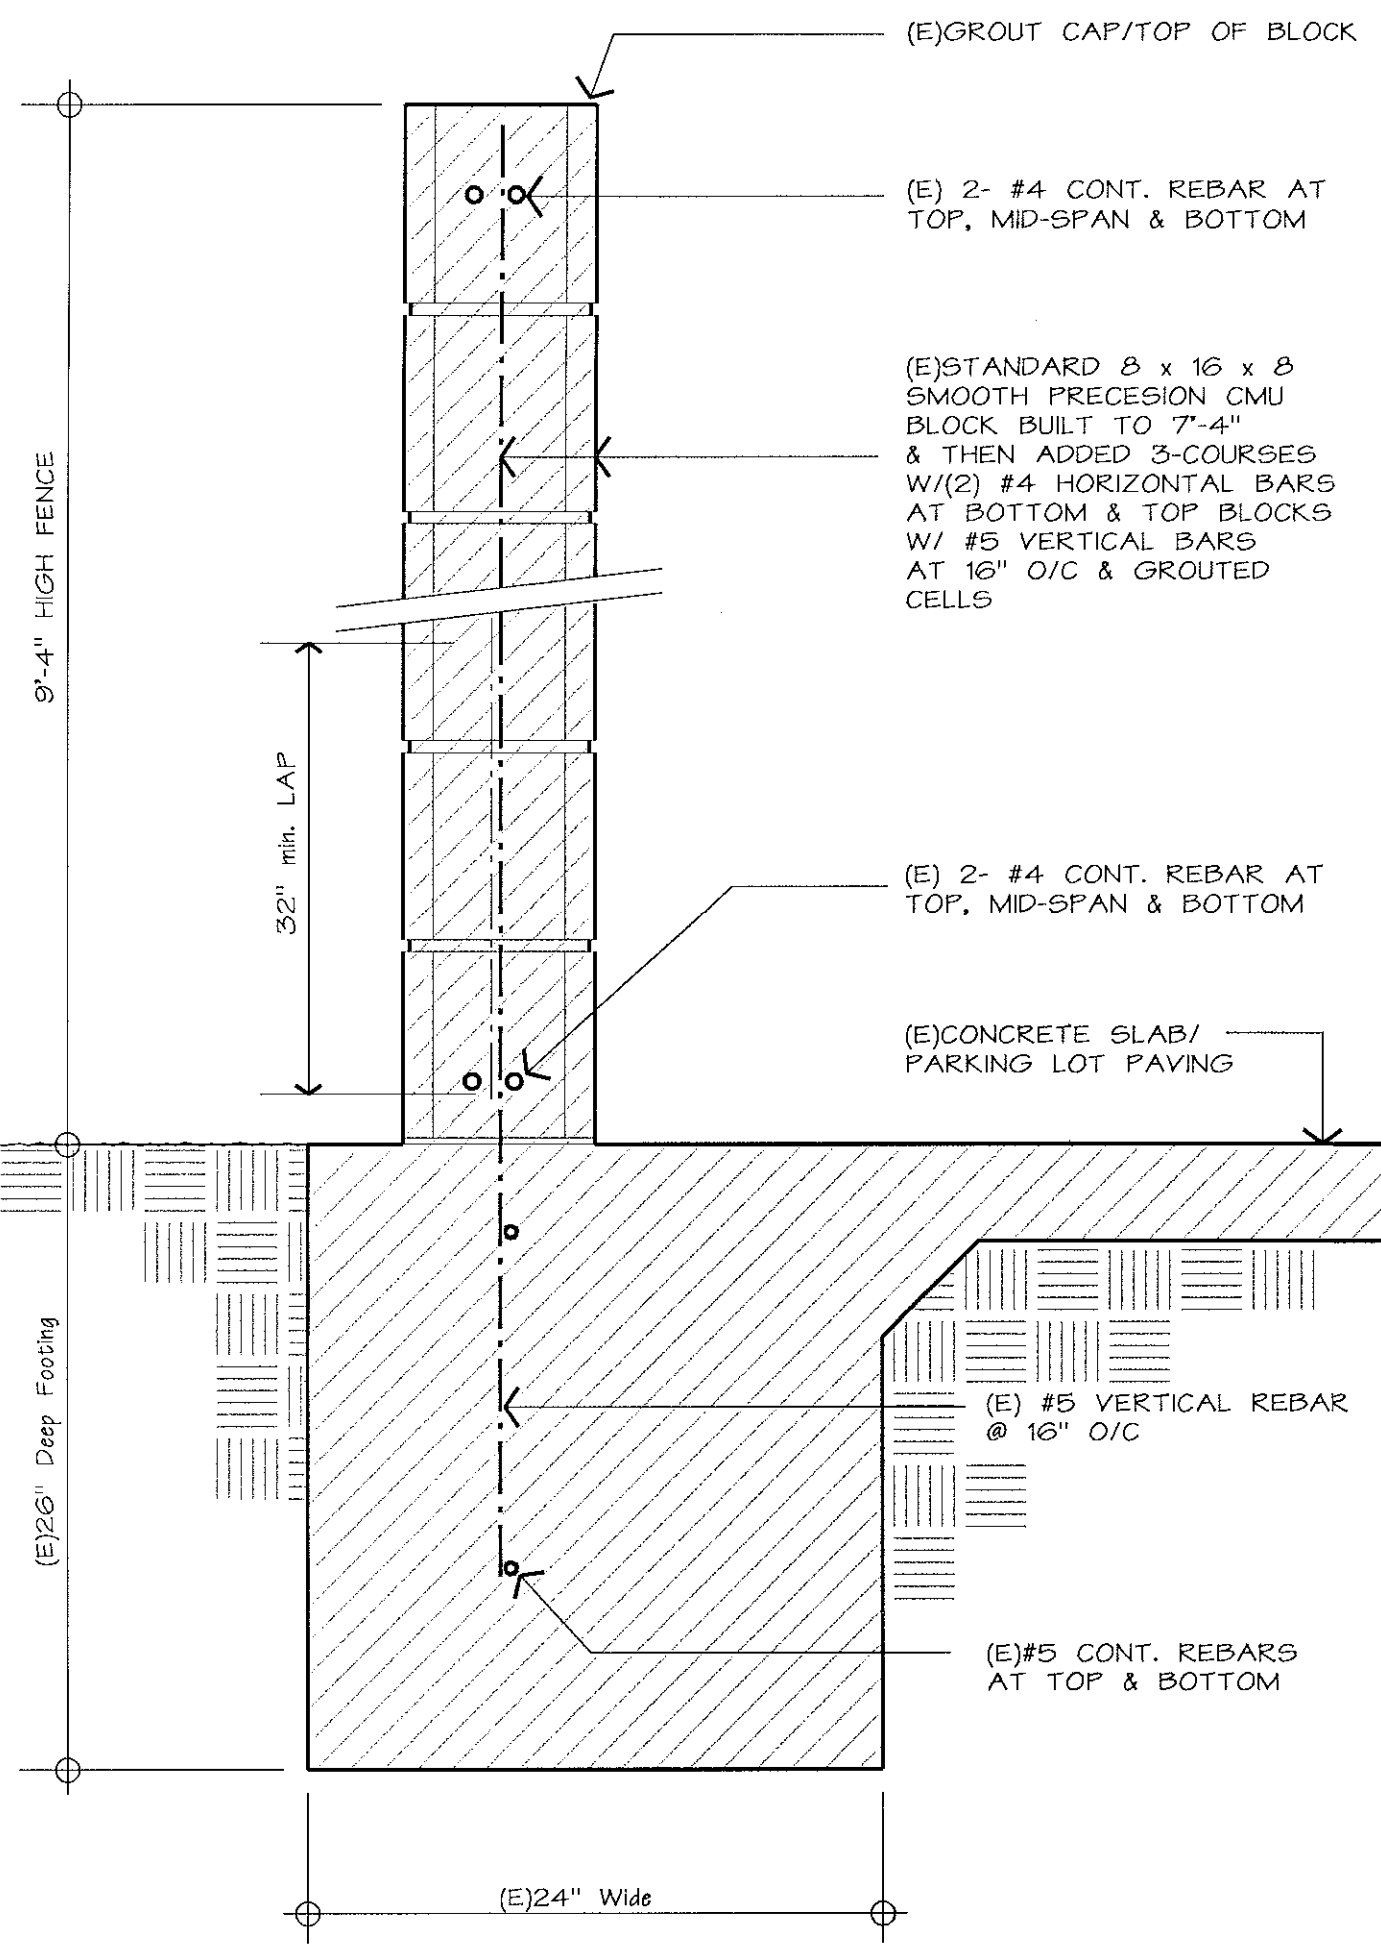 (E)GROUT CAP/TOP OF BLOCK
(E) 2- #4 CONT. REBAR AT
TOP, MID-SPAN & BOTTOM
(E)STANDARD 8 x 16 x 8
SMOOTH PRECESION CMU
BLOCK BUILT TO 7'-4"
& THEN ADDED 3-COURSES
W/(2) #4 HORIZONTAL BARS
AT BOTTOM & TOP BLOCKS
W/ #5 VERTICAL BARS
AT 16" O/C & GROUTED
CELLS
9'-4" HIGH FENCE
32" min. LAP
(E) 2- #4 CONT. REBAR AT
TOP, MID-SPAN & BOTTOM
(E)CONCRETE SLAB/
PARKING LOT PAVING
(E)26" Deep Footing
(E) #5 VERTICAL REBAR
@ 16" O/C
(E)#5 CONT. REBARS
AT TOP & BOTTOM
(E)24" Wide